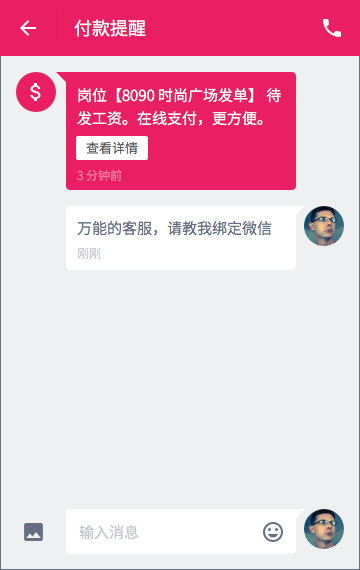 付款提醒
岗位【8090 时尚广场发单】 待
发工资。在线支付，更方便。
查看详情
3 分钟前
万能的客服，请教我绑定微信
刚刚
输入消息